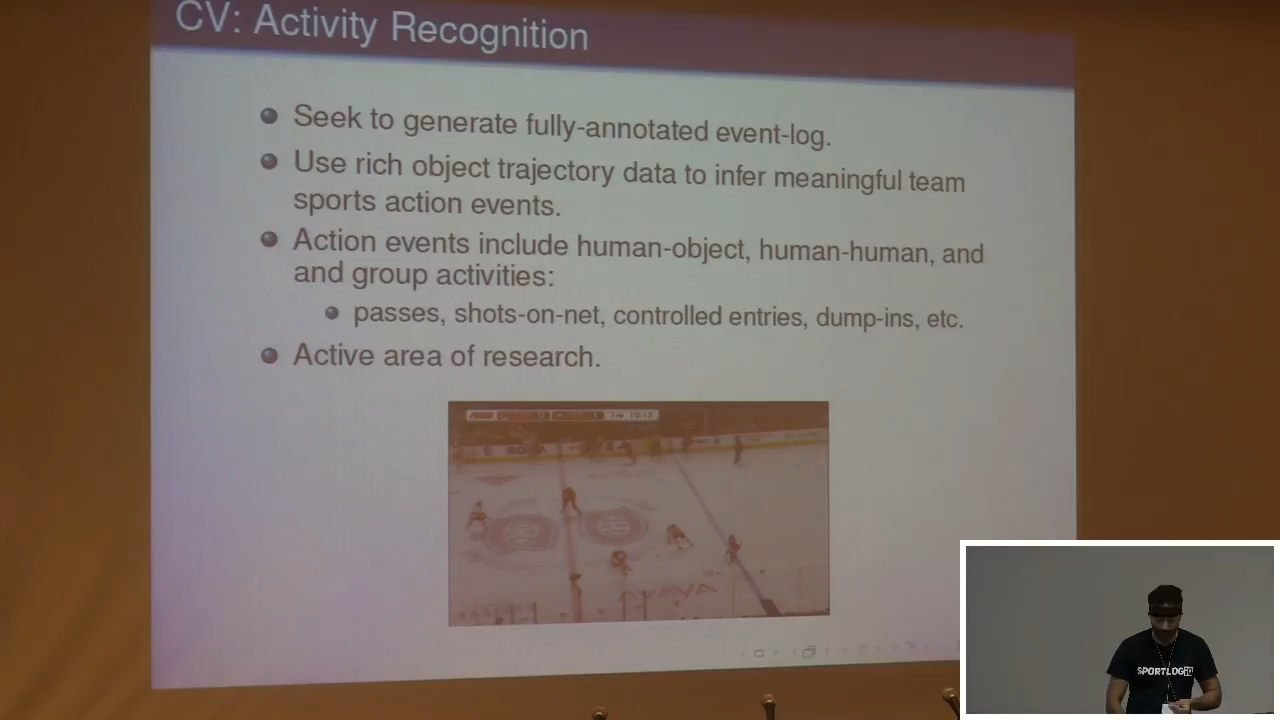 CV: Activity Recognition
Seek to generate fully-annotated event-log.
Use rich object trajectory data to infer meaningful team
sports action events.
Action events include human-object, human-human, and
and group activities:
passes, shots-on-net, controlled entries, dump-ins, etc.
Active area of research.
AVAYA
SPORTLOGiQ